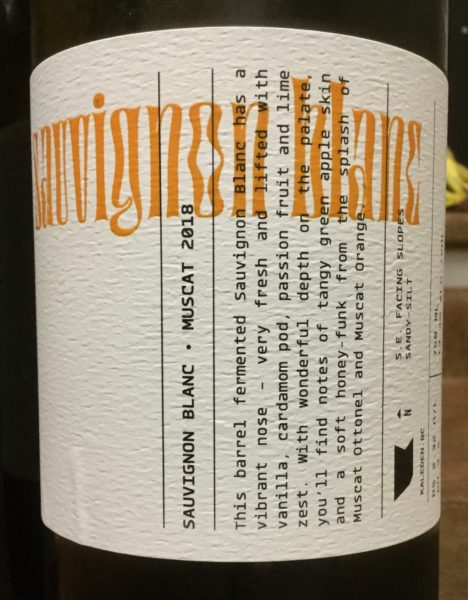 sauvignon blanc
SAUVIGNON BLANC • MUSCAT 2018
This barrel fermented Sauvignon Blanc has a
vibrant nose – very fresh and lifted with
vanilla, cardamom pod, passion fruit and lime
zest. With wonderful depth on the palate,
you'll find notes of tangy green apple skin
and a soft honey-funk from the splash of
Muscat Ottonel and Muscat Orange.
N
S.E. FACING SLOPES
SANDY-SILT
KALEDEN, BC
750 ML